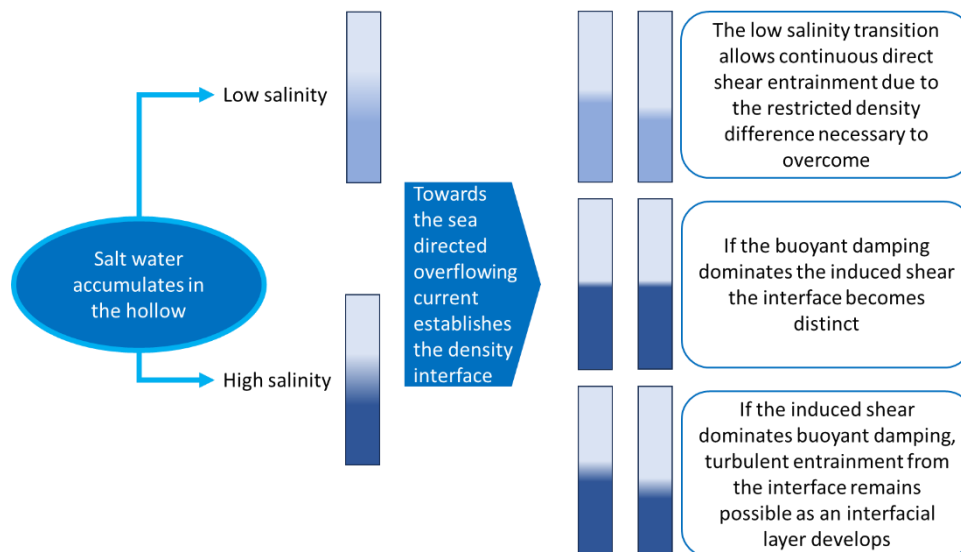 Salt water
accumulates in
the hollow
Low salinity
High salinity
Towards
the sea
directed
overflowing
current
establishes
the density
interface
The low salinity transition
allows continuous direct
shear entrainment due to
the restricted density
difference necessary to
overcome
If the buoyant damping
dominates the induced shear
the interface becomes
distinct
If the induced shear
dominates buoyant damping,
turbulent entrainment from
the interface remains
possible as an interfacial
layer develops